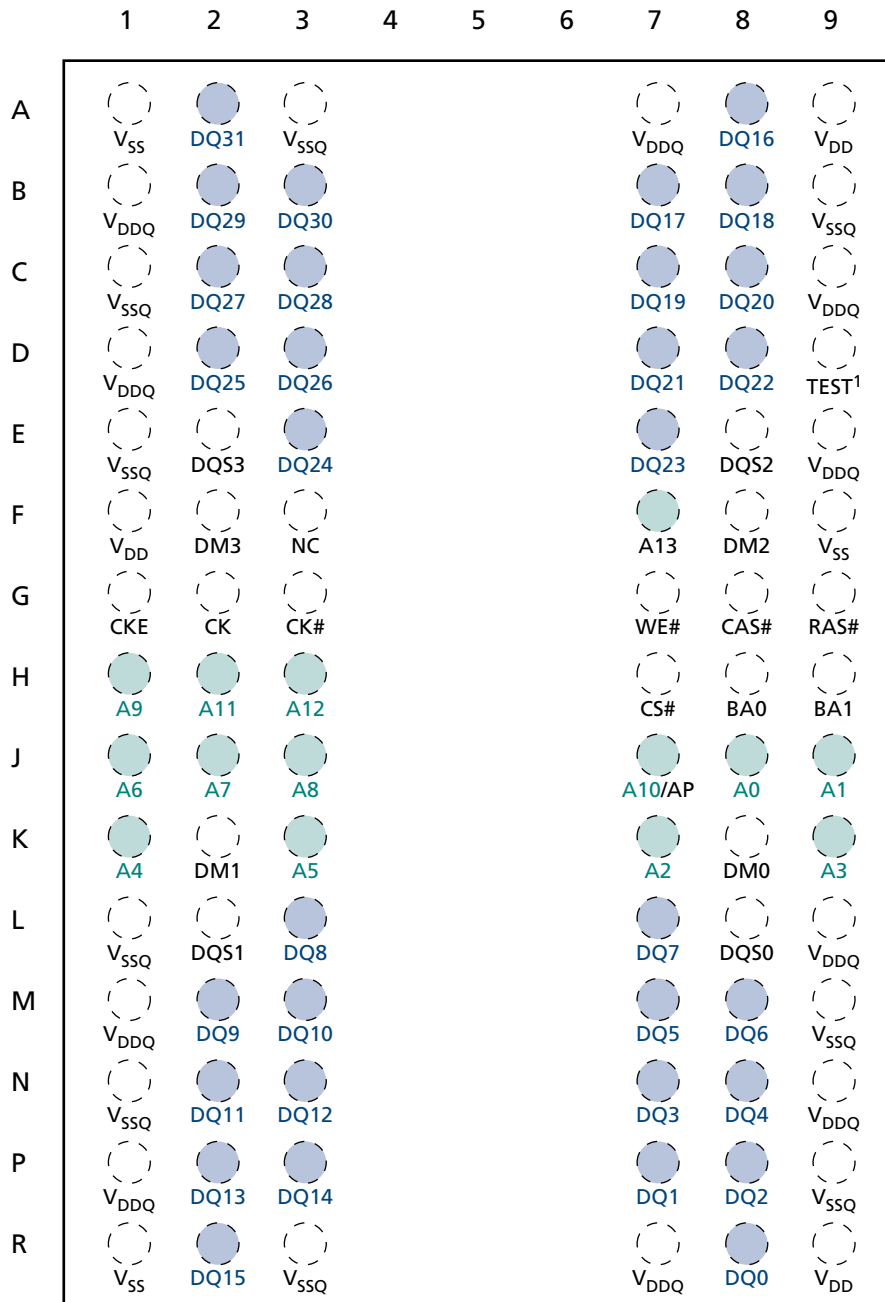 1 2 3 4 5 6 7 8 9
A
VSS DQ31 VSSQ VDDQ DQ16 VDD
B
VDDQ DQ29 DQ30 DQ17 DQ18 VSSQ
C
VSSQ DQ27 DQ28 DQ19 DQ20 VDDQ
D
VDDQ DQ25 DQ26 DQ21 DQ22 TEST1
E
VSSQ DQS3 DQ24 DQ23 DQS2 VDDQ
F
VDD DM3 NC A13 DM2 VSS
G
CKE CK CK# WE# CAS# RAS#
H
A9 A11 A12 CS# BA0 BA1
J
A6 A7 A8 A10/AP A0 A1
K
A4 DM1 A5 A2 DM0 A3
L
VSSQ DQS1 DQ8 DQ7 DQS0 VDDQ
M
VDDQ DQ9 DQ10 DQ5 DQ6 VSSQ
N
VSSQ DQ11 DQ12 DQ3 DQ4 VDDQ
P
VDDQ DQ13 DQ14 DQ1 DQ2 VSSQ
R
VSS DQ15 VSSQ VDDQ DQ0 VDD